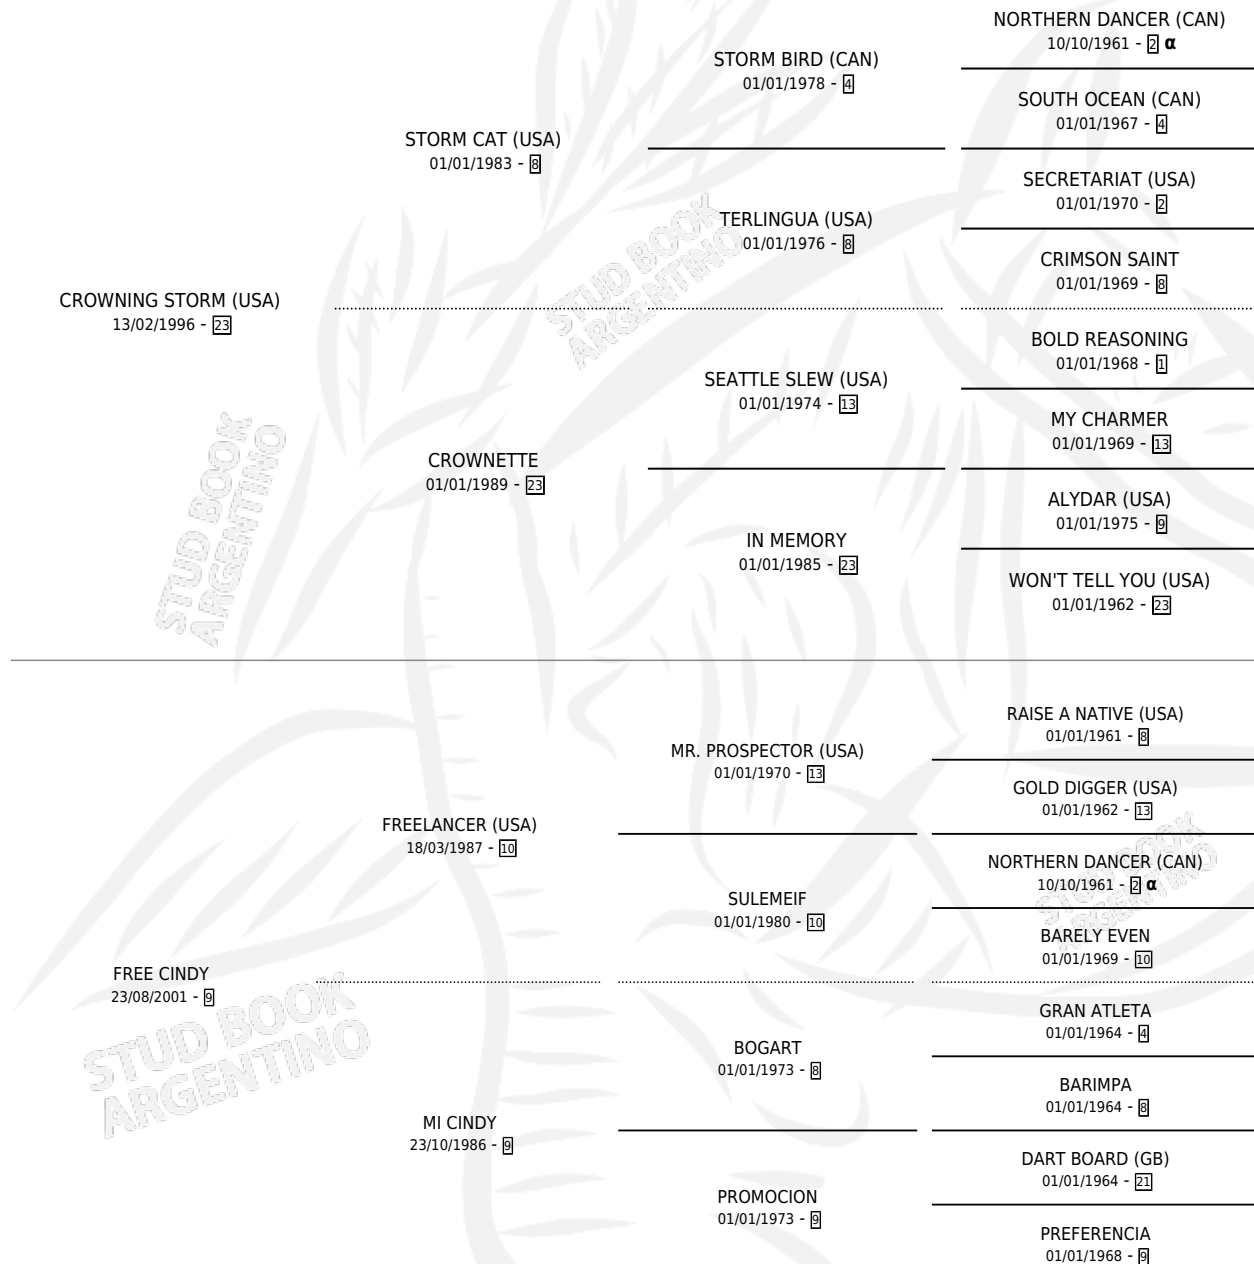 NORTHERN DANCER (CAN)
10/10/1961 - 2 α
STORM BIRD (CAN)
01/01/1978 - 4
SOUTH OCEAN (CAN)
01/01/1967 - 4
STORM CAT (USA)
01/01/1983 - 8
SECRETARIAT (USA)
01/01/1970 - 2
TERLINGUA (USA)
01/01/1976 - 8
CRIMSON SAINT
01/01/1969 - 8
CROWNING STORM (USA)
13/02/1996 - 23
BOLD REASONING
01/01/1968 - 1
SEATTLE SLEW (USA)
01/01/1974 - 13
MY CHARMER
01/01/1969 - 13
CROWNETTE
01/01/1989 - 23
ALYDAR (USA)
01/01/1975 - 9
IN MEMORY
01/01/1985 - 23
WON'T TELL YOU (USA)
01/01/1962 - 23
STUD BOOK
ARGENTINO
STUD BOOK
ARGENTINO
RAISE A NATIVE (USA)
01/01/1961 - 8
MR. PROSPECTOR (USA)
01/01/1970 - 13
GOLD DIGGER (USA)
01/01/1962 - 13
FREELANCER (USA)
18/03/1987 - 10
NORTHERN DANCER (CAN)
10/10/1961 - 2 α
SULEMEIF
01/01/1980 - 10
BARELY EVEN
01/01/1969 - 10
STUD BOOK
ARGENTINO
FREE CINDY
23/08/2001 - 9
GRAN ATLETA
01/01/1964 - 4
BOGART
01/01/1973 - 8
BARIMPA
01/01/1964 - 8
MI CINDY
23/10/1986 - 9
DART BOARD (GB)
01/01/1964 - 21
PROMOCION
01/01/1973 - 9
PREFERENCIA
01/01/1968 - 9
STUD BOOK
ARGENTINO